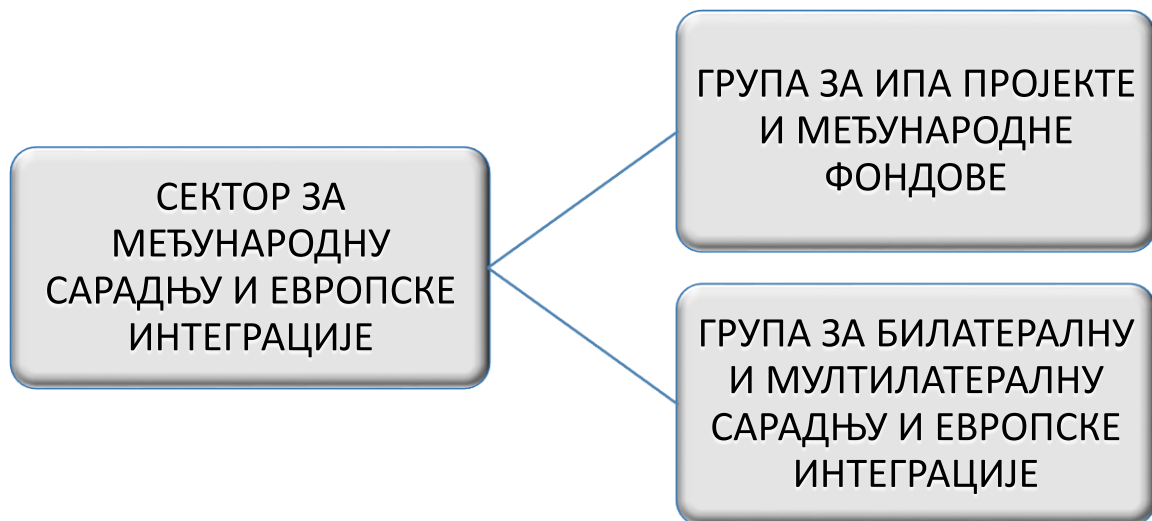 СЕКТОР ЗА
МЕЂУНАРОДНУ
САРАДЊУ И ЕВРОПСКЕ
ИНТЕГРАЦИЈЕ
ГРУПА ЗА ИПА ПРОЈЕКТЕ
И МЕЂУНАРОДНЕ
ФОНДОВЕ
ГРУПА ЗА БИЛАТЕРАЛНУ
И МУЛТИЛАТЕРАЛНУ
САРАДЊУ И ЕВРОПСКЕ
ИНТЕГРАЦИЈЕ